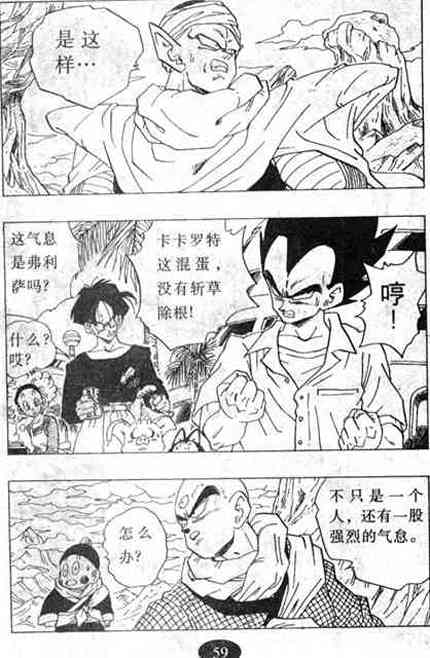 是这
样…
哼!
卡卡罗特
这混蛋,
没有斩草
除根!
这气息
是弗利
萨吗?
什么?
哎?
不只是一个
人,还有一股
强烈的气息。
怎么
办?
59